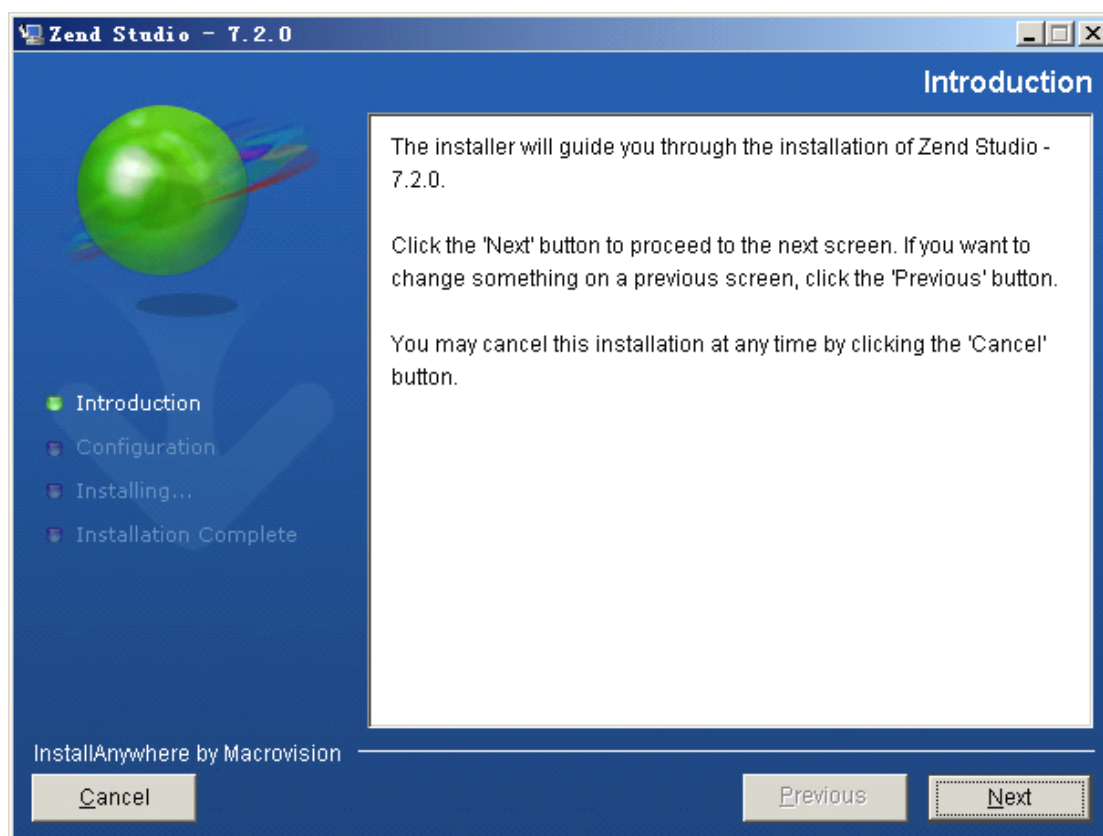 Zend Studio - 7.2.0
Introduction
The installer will guide you through the installation of Zend Studio -
7.2.0.
Click the 'Next' button to proceed to the next screen. If you want to
change something on a previous screen, click the 'Previous' button.
You may cancel this installation at any time by clicking the 'Cancel'
button.
Introduction
Configuration
Installing...
Installation Complete
InstallAnywhere by Macrovision
Cancel
Previous
Next